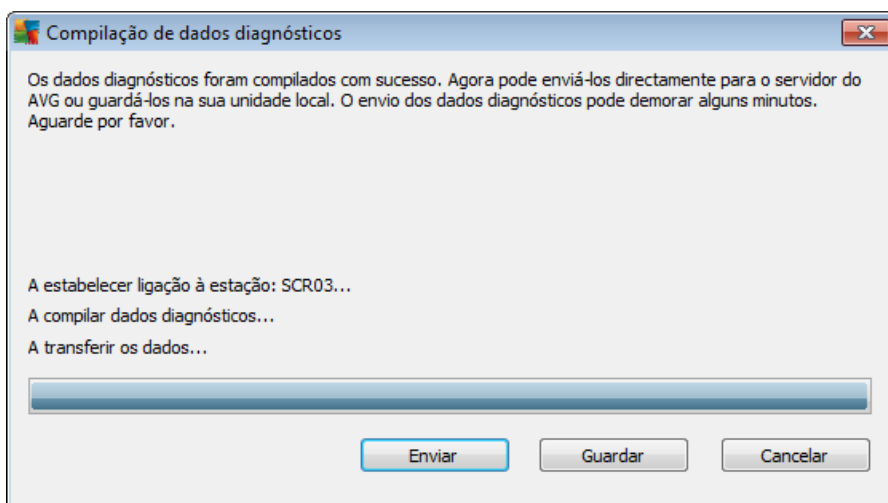 Compilação de dados diagnósticos
Os dados diagnósticos foram compilados com sucesso. Agora pode enviá-los directamente para o servidor do
AVG ou guardá-los na sua unidade local. O envio dos dados diagnósticos pode demorar alguns minutos.
Aguarde por favor.
A estabelecer ligação à estação: SCR03...
A compilar dados diagnósticos...
A transferir os dados...
Enviar
Guardar
Cancelar